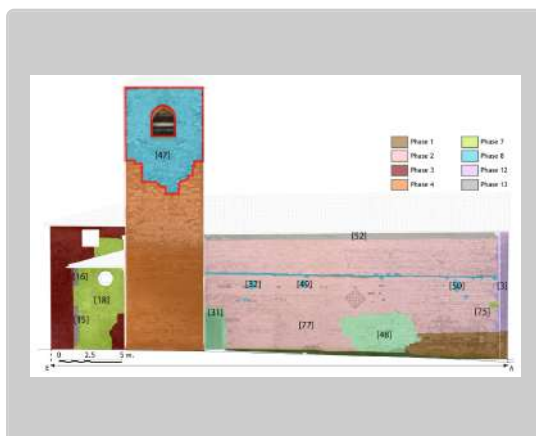 [47]
Phase 1
Phase 2
Phase 3
Phase 4
Phase 7
Phase 8
Phase 12
Phase 13
[52]
[16]
[18]
[15]
[32]
[49]
[50]
[3]
[31]
[77]
[48]
[75]
0 2.5 5 m.
E A